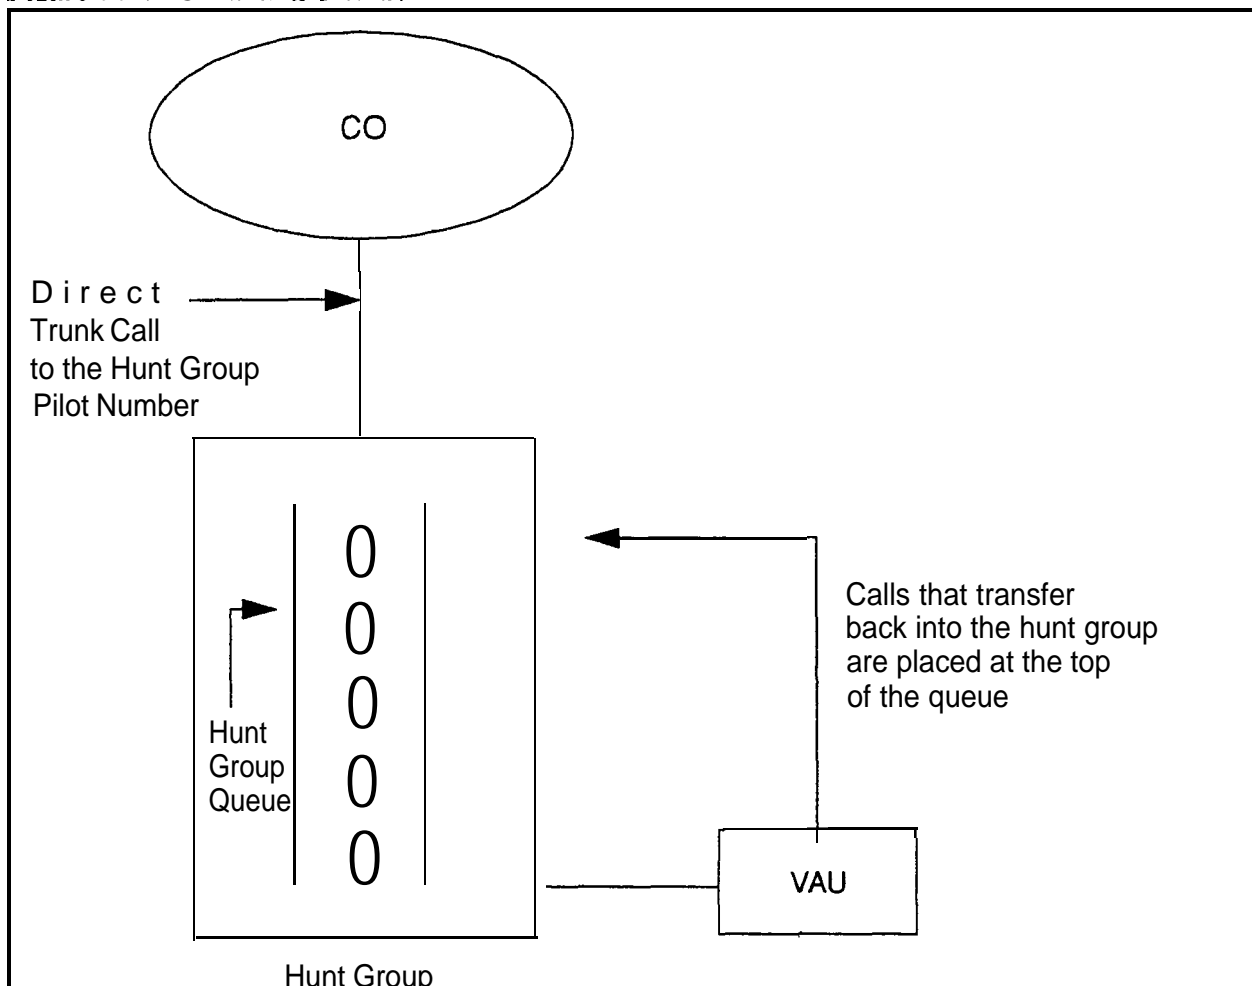 CO
D i r e c t
Trunk Call
to the Hunt Group
Pilot Number
0
0
0
0
0
Hunt
Group
Queue
Calls that transfer
back into the hunt group
are placed at the top
of the queue
VAU
Hunt Group